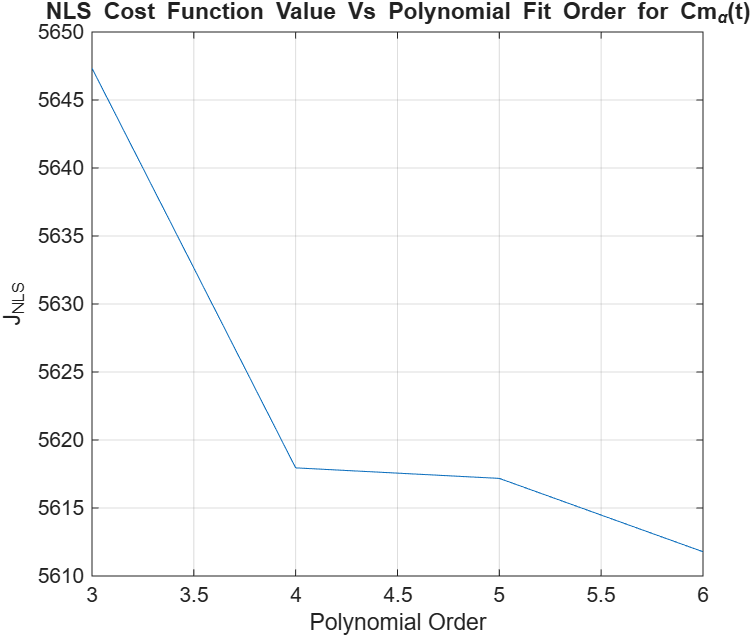 NLS Cost Function Value Vs Polynomial Fit Order for Cmα(t)
5650
5645
5640
5635
5630
5625
5620
5615
5610
JNLS
3 3.5 4 4.5 5 5.5 6
Polynomial Order